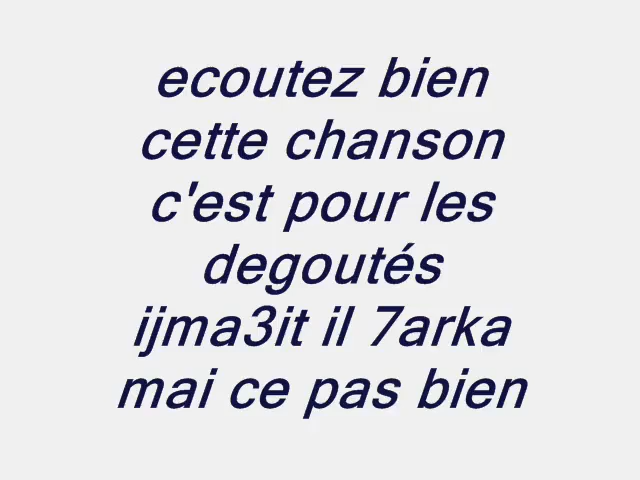 ecoutez bien
cette chanson
c'est pour les
degoutés
ijma3it il 7arka
mai ce pas bien